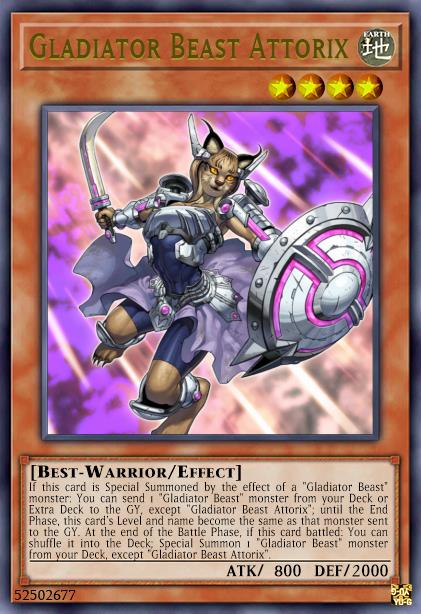 GLADIATOR BEAST ATTORIX
EARTH
地
[BEST-WARRIOR/EFFECT]
If this card is Special Summoned by the effect of a "Gladiator Beast"
monster: You can send 1 "Gladiator Beast" monster from your Deck or
Extra Deck to the GY, except "Gladiator Beast Attorix"; until the End
Phase, this card's Level and name become the same as that monster sent
to the GY. At the end of the Battle Phase, if this card battled: You can
shuffle it into the Deck; Special Summon 1 "Gladiator Beast" monster
from your Deck, except "Gladiator Beast Attorix".
ATK/ 800 DEF/2000
52502677